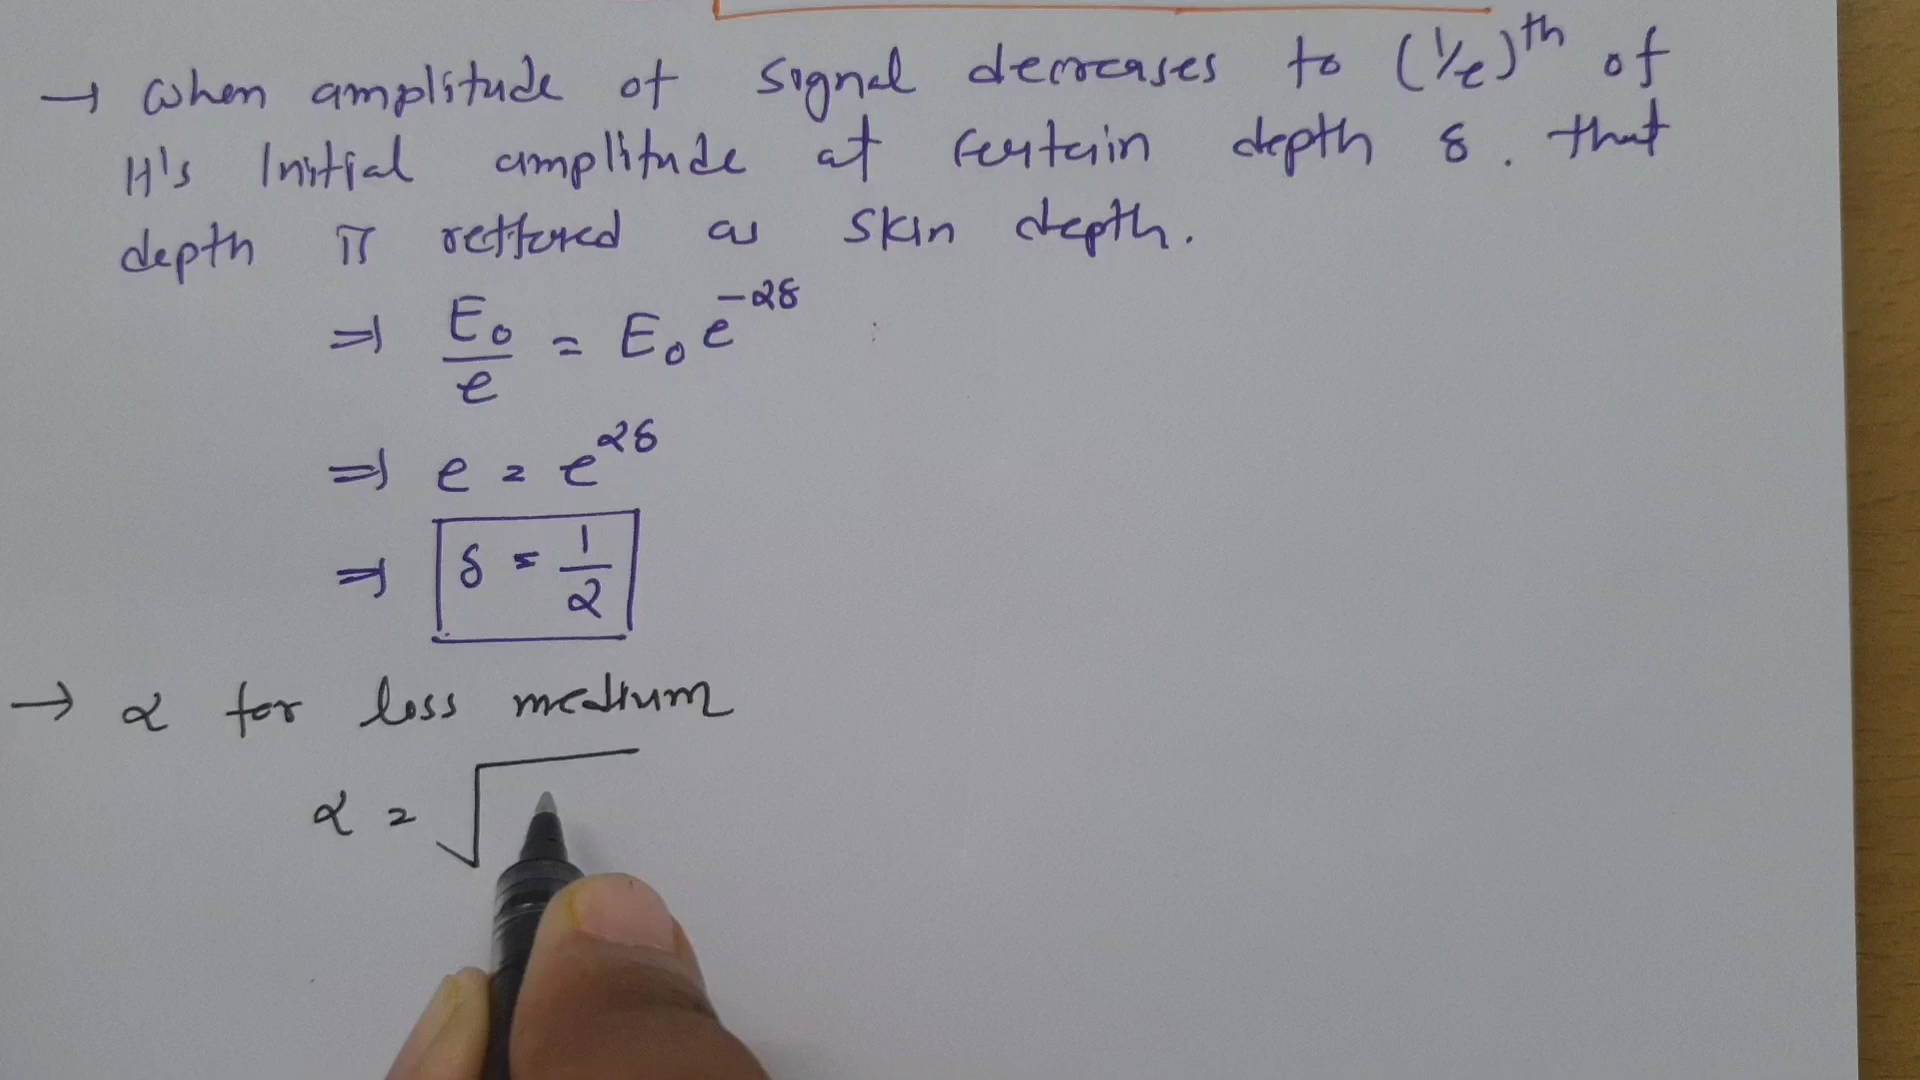 → When amplitude of signal decreases to (1/e)th of
It's Initial amplitude at certain depth δ. that
depth is reffered as skin depth.
⇒ E₀/e = E₀ e^(-αδ)
⇒ e = e^(αδ)
⇒ δ = 1/α
→ α for loss medium
α = √